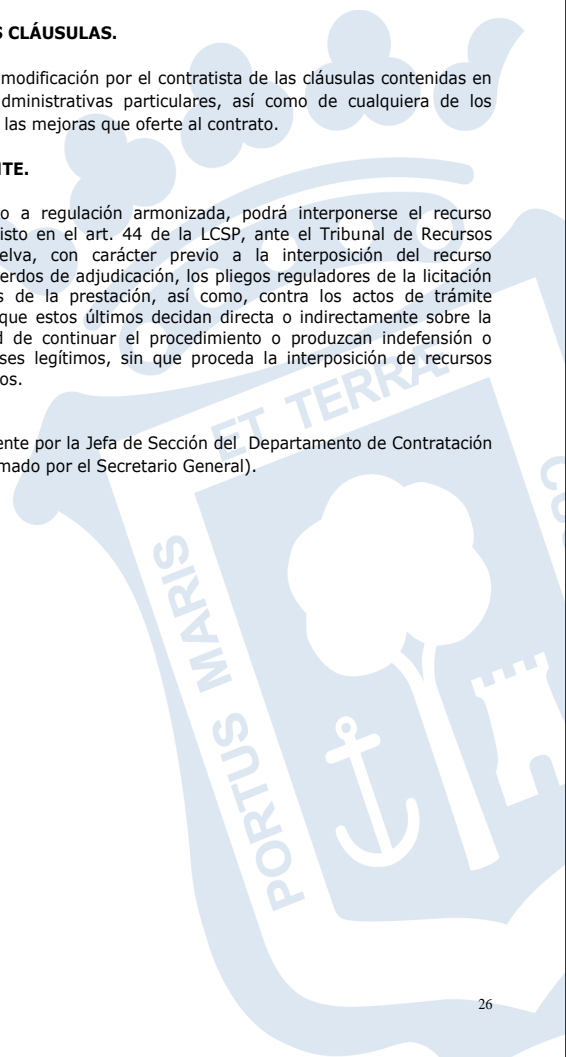 S CLÁUSULAS.
modificación por el contratista de las cláusulas contenidas en
dministrativas particulares, así como de cualquiera de los
las mejoras que oferte al contrato.
ITE.
o a regulación armonizada, podrá interponerse el recurso
isto en el art. 44 de la LCSP, ante el Tribunal de Recursos
elva, con carácter previo a la interposición del recurso
erdos de adjudicación, los pliegos reguladores de la licitación
s de la prestación, así como, contra los actos de trámite
que estos últimos decidan directa o indirectamente sobre la
d de continuar el procedimiento o produzcan indefensión o
ses legítimos, sin que proceda la interposición de recursos
os.
ente por la Jefa de Sección del Departamento de Contratación
mado por el Secretario General).
PORTUS MARIS
ET TERRÆ
26